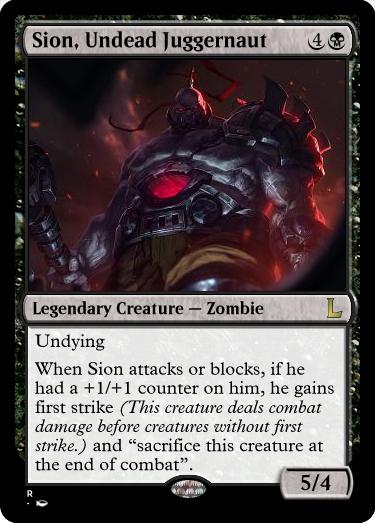 Sion, Undead Juggernaut 4
Legendary Creature — Zombie L
Undying
When Sion attacks or blocks, if he
had a +1/+1 counter on him, he gains
first strike (This creature deals combat
damage before creatures without first
strike.) and “sacrifice this creature at
the end of combat”.
5/4
R